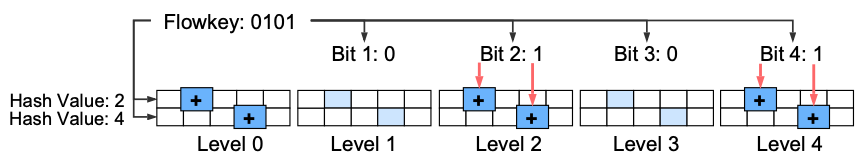 Flowkey: 0101
Bit 1: 0 Bit 2: 1 Bit 3: 0 Bit 4: 1
Hash Value: 2 + + +
Hash Value: 4 + + +
Level 0 Level 1 Level 2 Level 3 Level 4